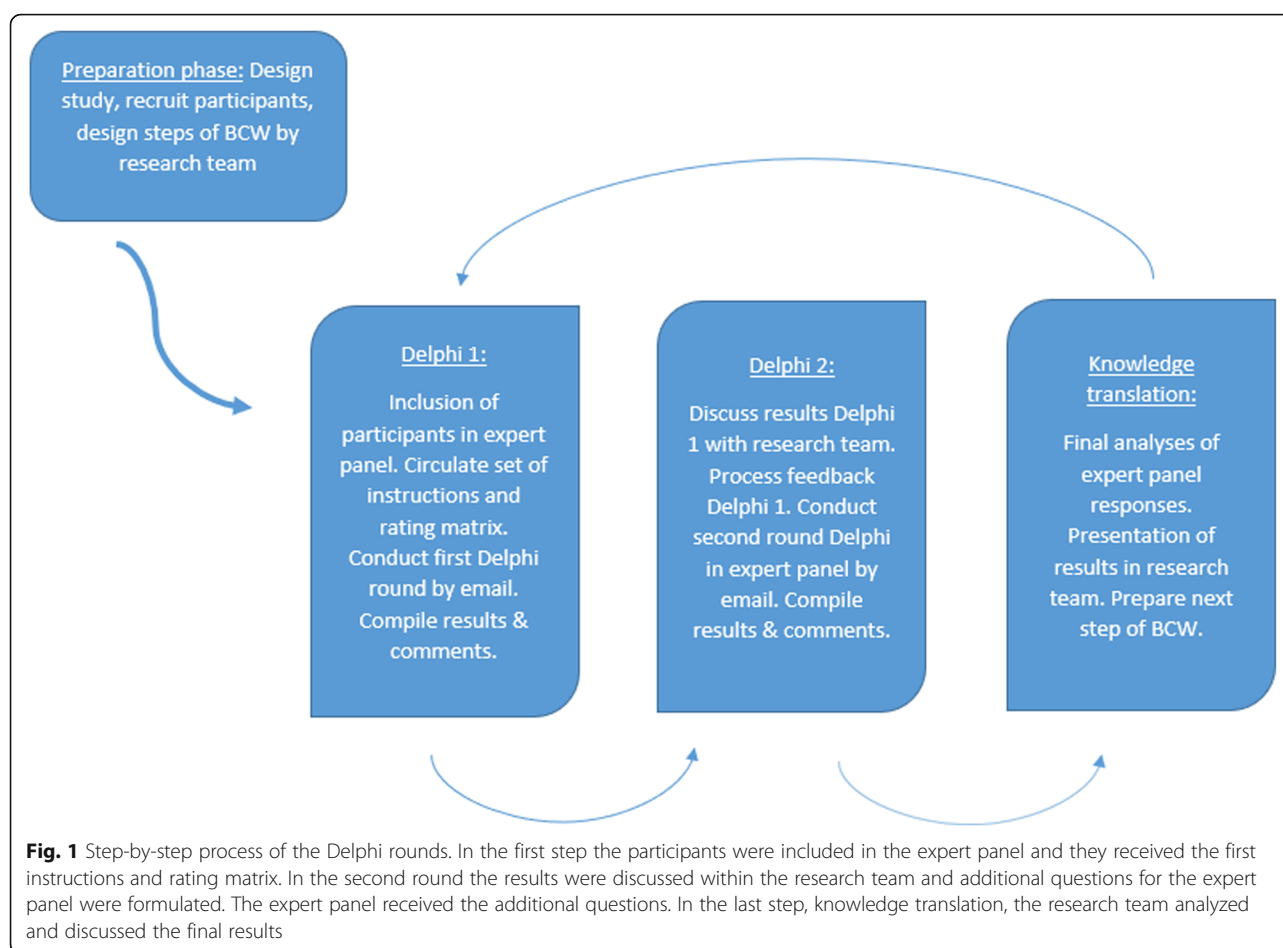 Preparation phase: Design
study, recruit participants,
design steps of BCW by
research team
Delphi 1:
Inclusion of
participants in expert
panel. Circulate set of
instructions and
rating matrix.
Conduct first Delphi
round by email.
Compile results &
comments.
Delphi 2:
Discuss results Delphi
1 with research team.
Process feedback
Delphi 1. Conduct
second round Delphi
in expert panel by
email. Compile
results & comments.
Knowledge
translation:
Final analyses of
expert panel
responses.
Presentation of
results in research
team. Prepare next
step of BCW.
Fig. 1 Step-by-step process of the Delphi rounds. In the first step the participants were included in the expert panel and they received the first
instructions and rating matrix. In the second round the results were discussed within the research team and additional questions for the expert
panel were formulated. The expert panel received the additional questions. In the last step, knowledge translation, the research team analyzed
and discussed the final results